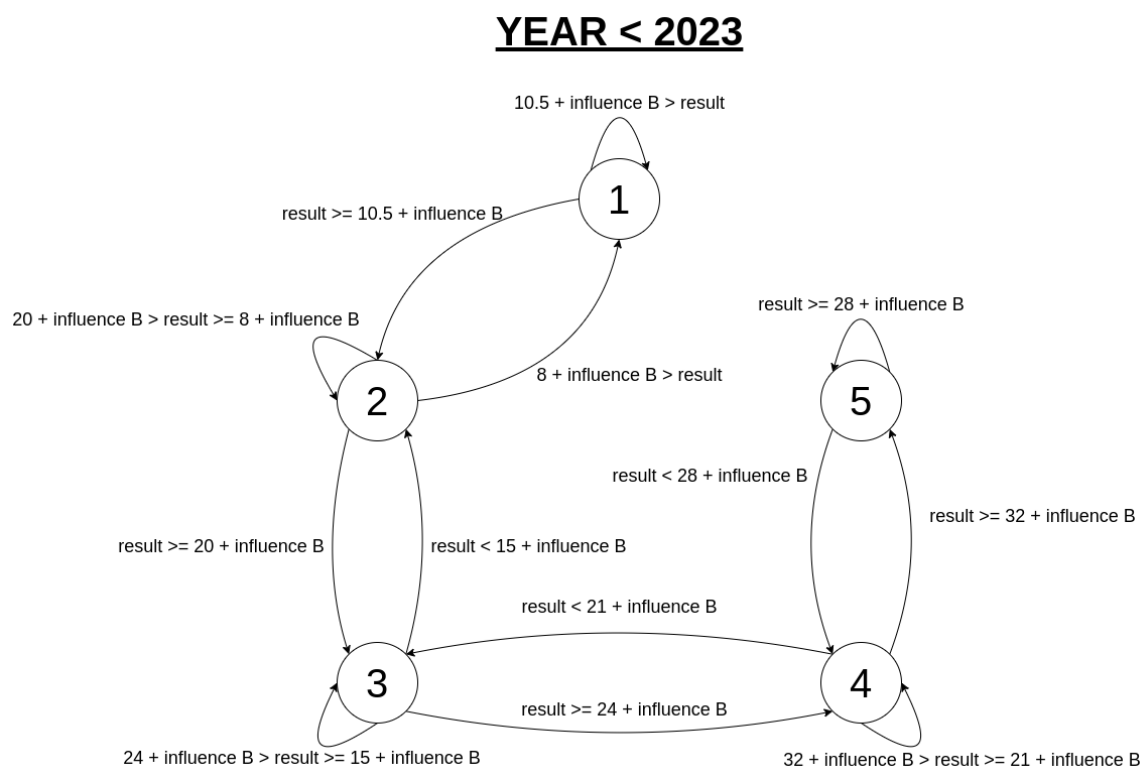 YEAR < 2023
10.5 + influence B > result
1
result >= 10.5 + influence B
result >= 28 + influence B
20 + influence B > result >= 8 + influence B
8 + influence B > result
2
5
result < 28 + influence B
result >= 32 + influence B
result >= 20 + influence B
result < 15 + influence B
result < 21 + influence B
3
4
result >= 24 + influence B
24 + influence B > result >= 15 + influence B
32 + influence B > result >= 21 + influence B